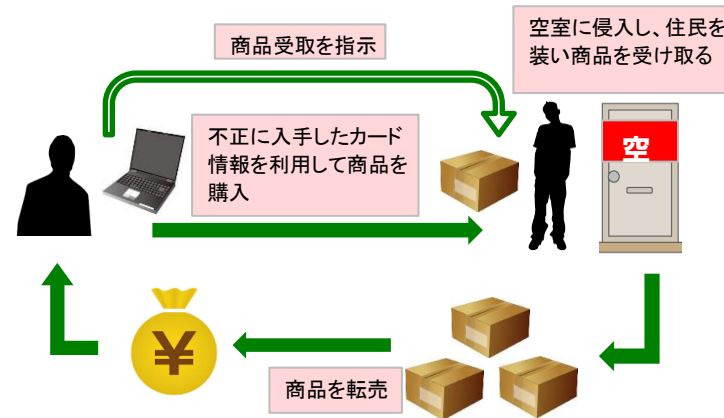 商品受取を指示
空室に侵入し、住民を
装い商品を受け取る
不正に入手したカード
情報を利用して商品を
購入
空
¥
商品を転売